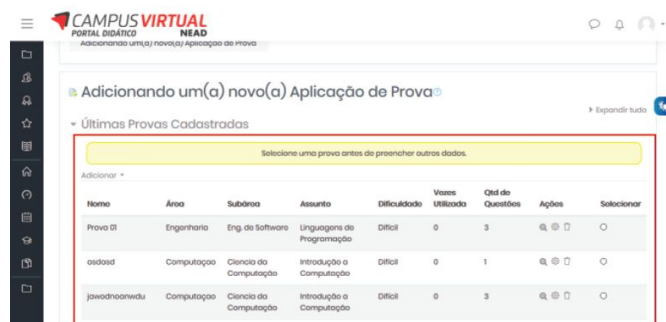 CAMPUS VIRTUAL
PORTAL DIDÁTICO NEAD
Adicionando um(a) novo(a) Aplicação de Prova
Adicionando um(a) novo(a) Aplicação de Prova
Expandir tudo
Últimas Provas Cadastradas
Selecione uma prova antes de preencher outros dados.
Adicionar
Nome Área Subárea Assunto Dificuldade Vezes Utilizada Qtd de Questões Ações Selecionar
Prova 01 Engenharia Eng. de Software Linguagens de Programação Difícil 0 3
asdasd Computaçao Ciencia da Computação Introdução a Computação Difícil 0 1
jawodnoanwdu Computaçao Ciencia da Computação Introdução a Computação Difícil 0 3